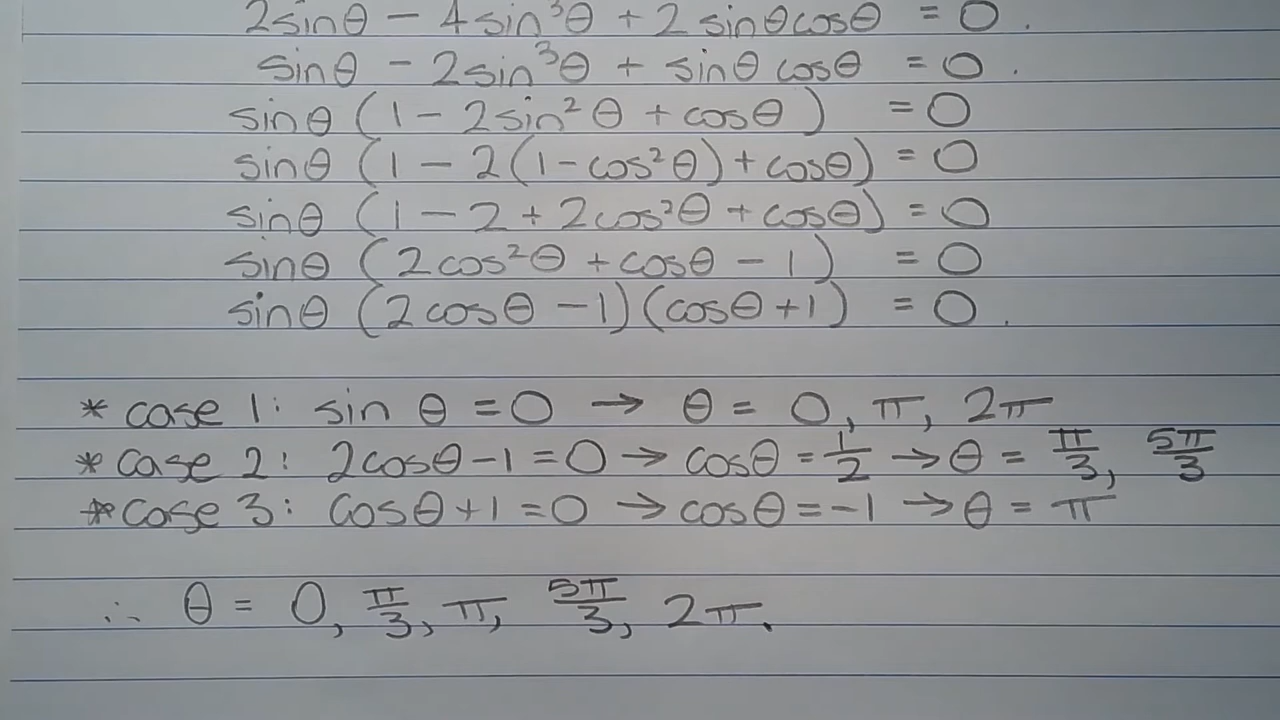 2sinθ − 4sin³θ + 2sinθcosθ = 0.
sinθ − 2sin³θ + sinθ cosθ = 0.
sinθ (1 − 2sin²θ + cosθ) = 0
sinθ (1 − 2(1−cos²θ) + cosθ) = 0
sinθ (1 − 2 + 2cos²θ + cosθ) = 0
sinθ (2cos²θ + cosθ − 1) = 0
sinθ (2cosθ − 1)(cosθ + 1) = 0.
* case 1: sin θ = 0 → θ = 0, π, 2π
* case 2: 2cosθ − 1 = 0 → cosθ = 1/2 → θ = π/3, 5π/3
* case 3: cosθ + 1 = 0 → cosθ = −1 → θ = π
∴ θ = 0, π/3, π, 5π/3, 2π.